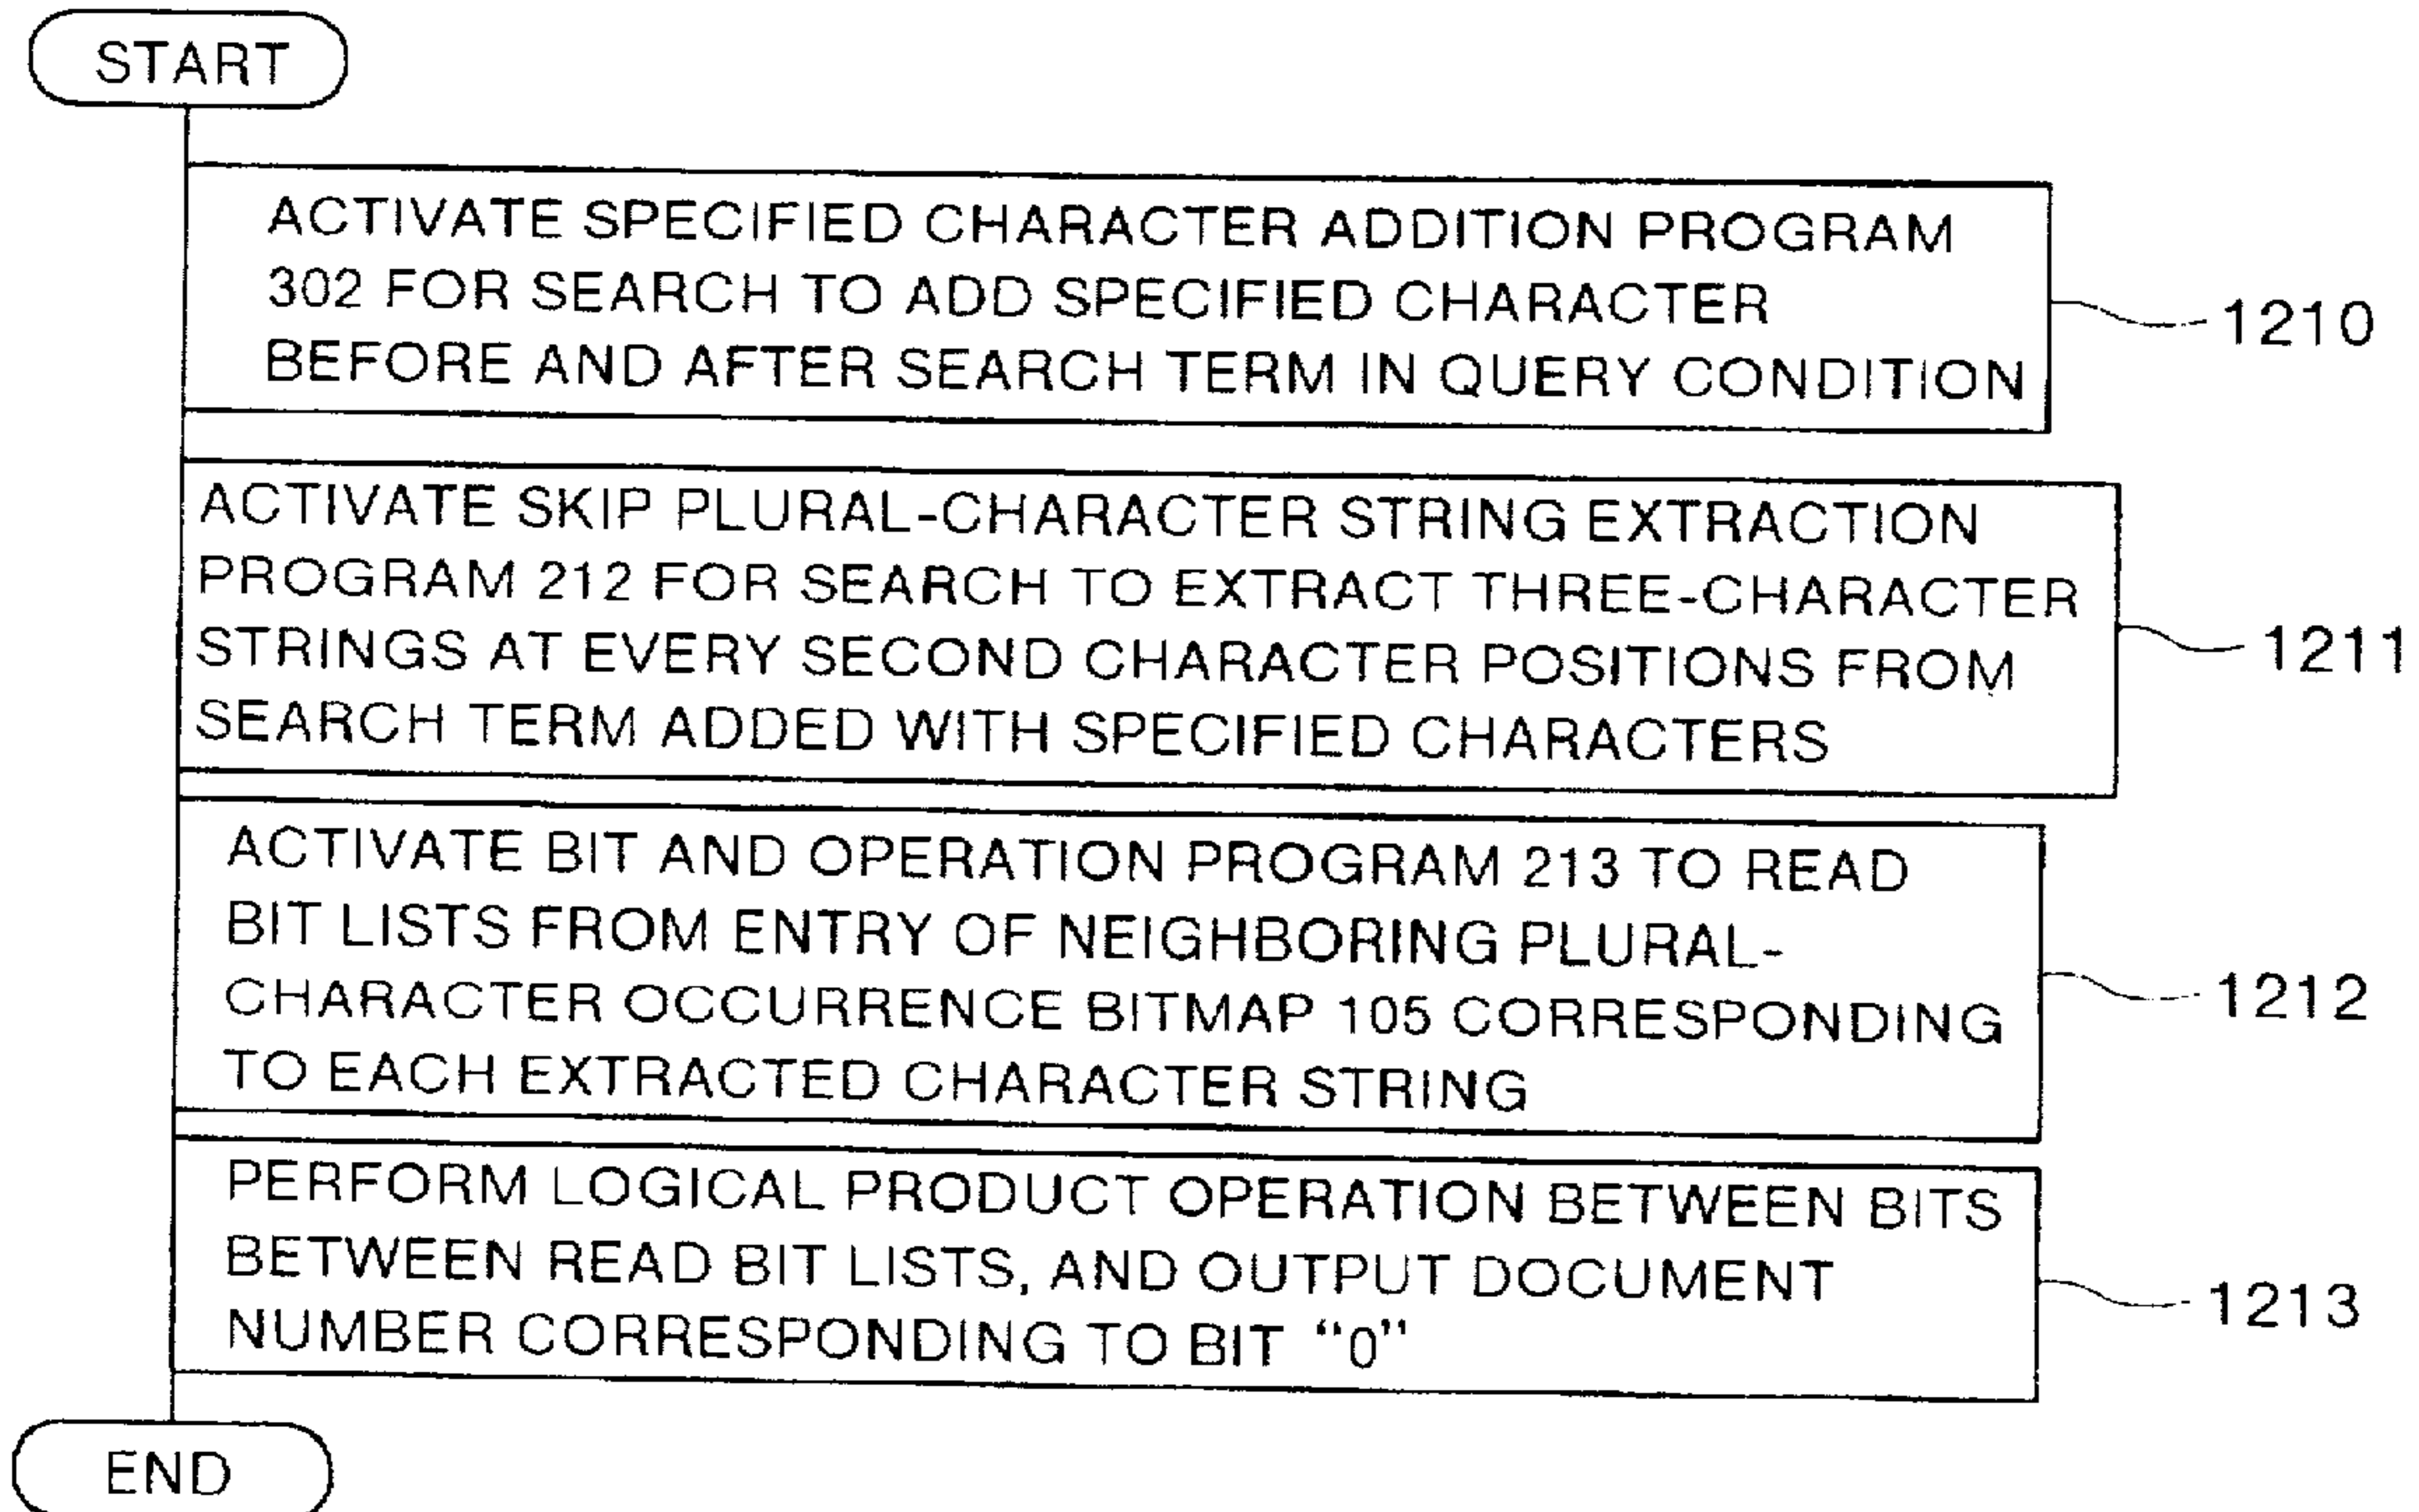 START
ACTIVATE SPECIFIED CHARACTER ADDITION PROGRAM
302 FOR SEARCH TO ADD SPECIFIED CHARACTER
BEFORE AND AFTER SEARCH TERM IN QUERY CONDITION
1210
ACTIVATE SKIP PLURAL-CHARACTER STRING EXTRACTION
PROGRAM 212 FOR SEARCH TO EXTRACT THREE-CHARACTER
STRINGS AT EVERY SECOND CHARACTER POSITIONS FROM
SEARCH TERM ADDED WITH SPECIFIED CHARACTERS
1211
ACTIVATE BIT AND OPERATION PROGRAM 213 TO READ
BIT LISTS FROM ENTRY OF NEIGHBORING PLURAL-
CHARACTER OCCURRENCE BITMAP 105 CORRESPONDING
TO EACH EXTRACTED CHARACTER STRING
1212
PERFORM LOGICAL PRODUCT OPERATION BETWEEN BITS
BETWEEN READ BIT LISTS, AND OUTPUT DOCUMENT
NUMBER CORRESPONDING TO BIT “0”
1213
END